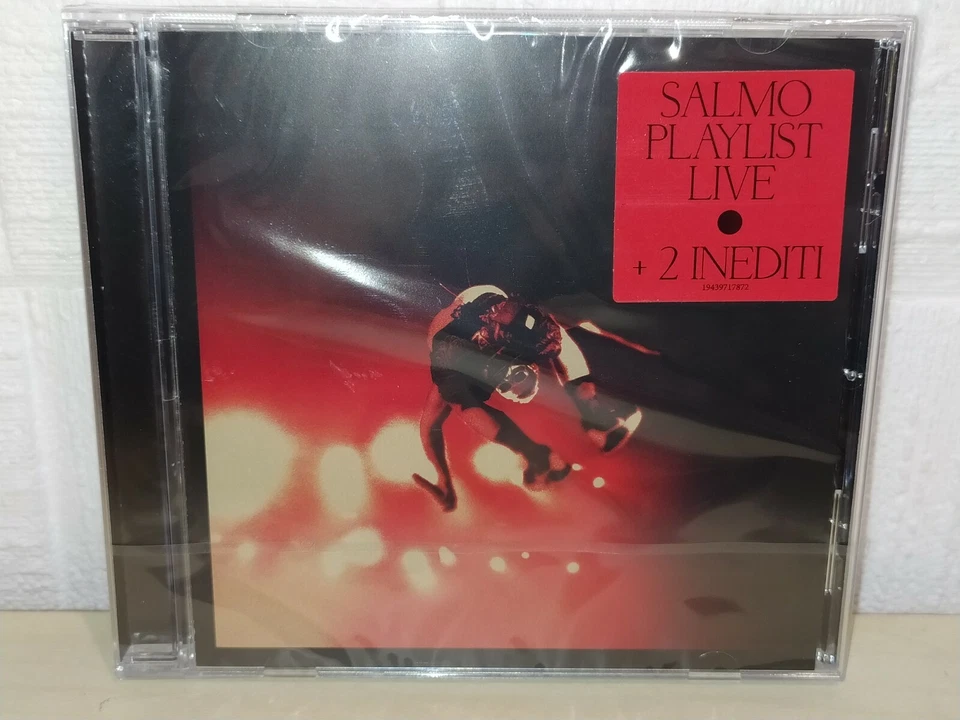 SALMO
PLAYLIST
LIVE
+ 2 INEDITI
19439717872